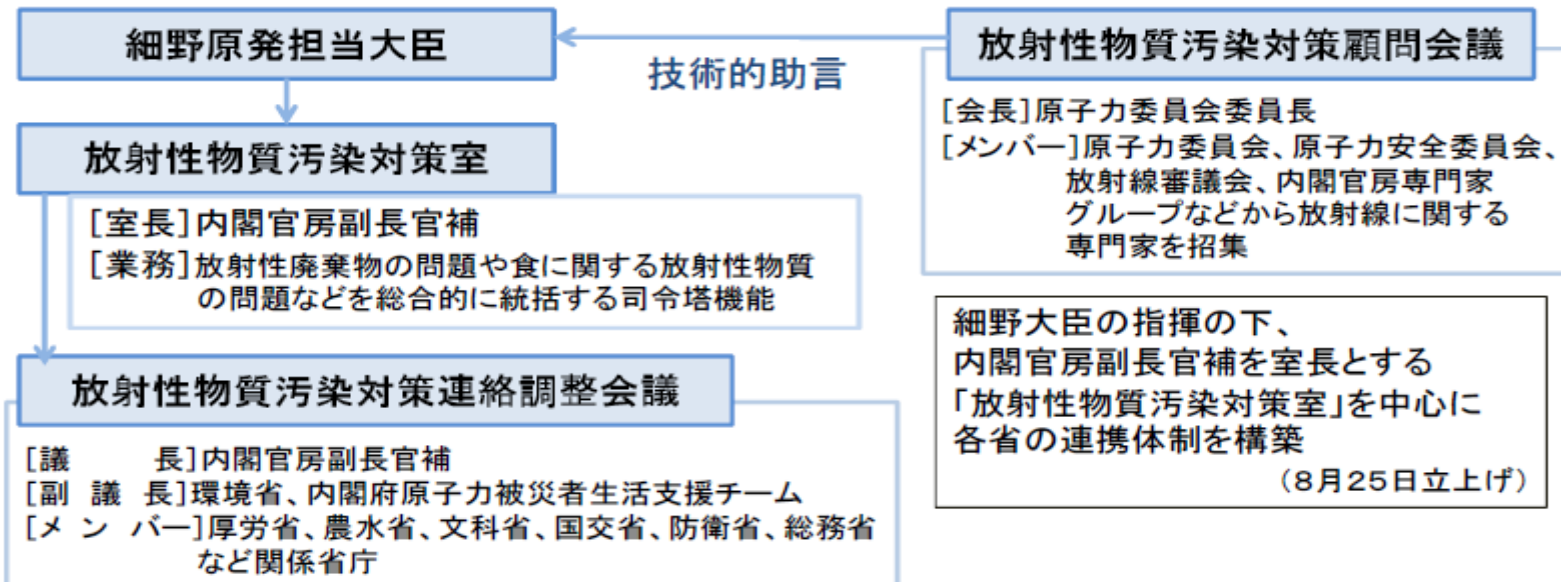 細野原発担当大臣
技術的助言
放射性物質汚染対策顧問会議
[会長]原子力委員会委員長
[メンバー]原子力委員会、原子力安全委員会、
放射線審議会、内閣官房専門家
グループなどから放射線に関する
専門家を招集
放射性物質汚染対策室
[室長]内閣官房副長官補
[業務]放射性廃棄物の問題や食に関する放射性物質
の問題などを総合的に統括する司令塔機能
放射性物質汚染対策連絡調整会議
[議　　長]内閣官房副長官補
[副 議 長]環境省、内閣府原子力被災者生活支援チーム
[メ ン バー]厚労省、農水省、文科省、国交省、防衛省、総務省
など関係省庁
細野大臣の指揮の下、
内閣官房副長官補を室長とする
「放射性物質汚染対策室」を中心に
各省の連携体制を構築
（８月２５日立上げ）